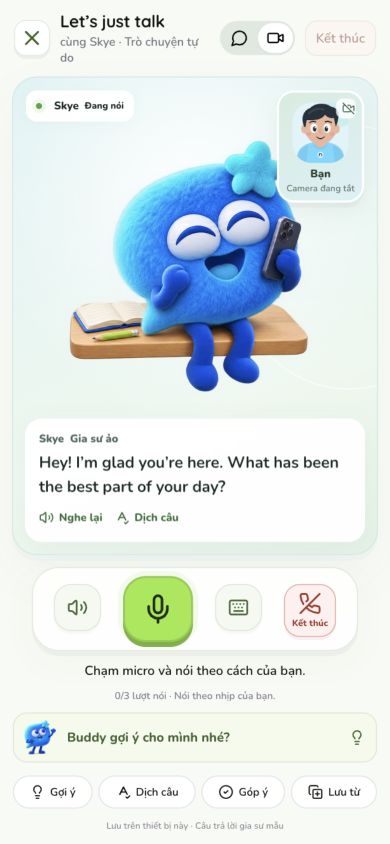 Let's just talk
cùng Skye · Trò chuyện tự
do
Kết thúc
Skye Đang nói
Bạn
Camera đang tắt
Skye Gia sư ảo
Hey! I'm glad you're here. What has been
the best part of your day?
Nghe lại
Dịch câu
Kết thúc
Chạm micro và nói theo cách của bạn.
0/3 lượt nói · Nói theo nhịp của bạn.
Buddy gợi ý cho mình nhé?
Gợi ý
Dịch câu
Góp ý
Lưu từ
Lưu trên thiết bị này · Câu trả lời gia sư mẫu